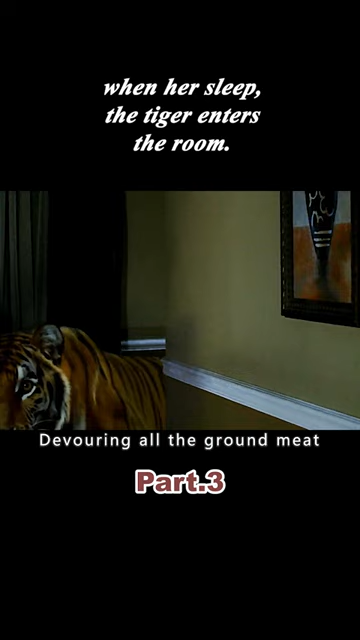 when her sleep,
the tiger enters
the room.
Devouring all the ground meat
Part.3